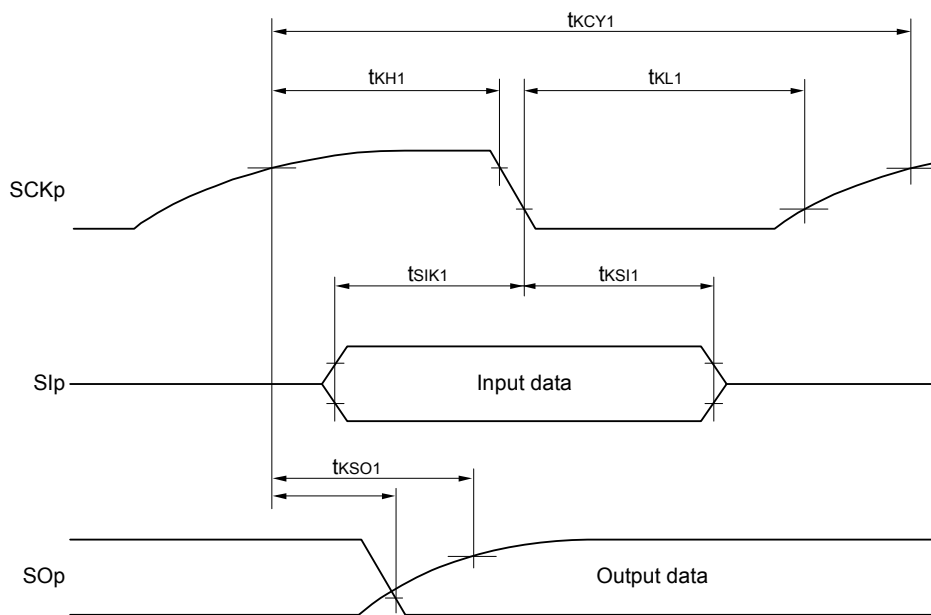 tKCY1
tKH1 tKL1
SCKp
tSIK1 tKSI1
SIp Input data
tKSO1
SOp Output data